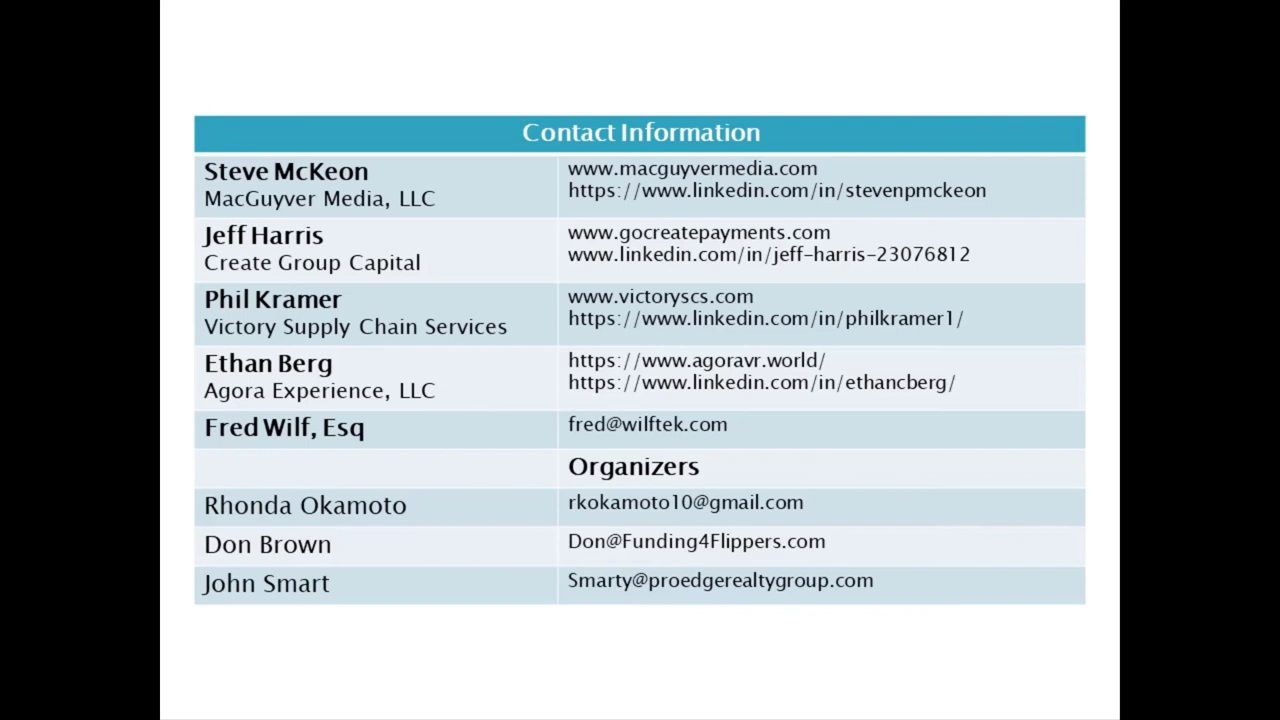 Contact Information
Steve McKeon
MacGuyver Media, LLC
www.macguyvermedia.com
https://www.linkedin.com/in/stevenpmckeon
Jeff Harris
Create Group Capital
www.gocreatepayments.com
www.linkedin.com/in/jeff-harris-23076812
Phil Kramer
Victory Supply Chain Services
www.victoryscs.com
https://www.linkedin.com/in/philkramer1/
Ethan Berg
Agora Experience, LLC
https://www.agoravr.world/
https://www.linkedin.com/in/ethancberg/
Fred Wilf, Esq
fred@wilftek.com
Organizers
Rhonda Okamoto
rkokamoto10@gmail.com
Don Brown
Don@Funding4Flippers.com
John Smart
Smarty@proedgerealtygroup.com